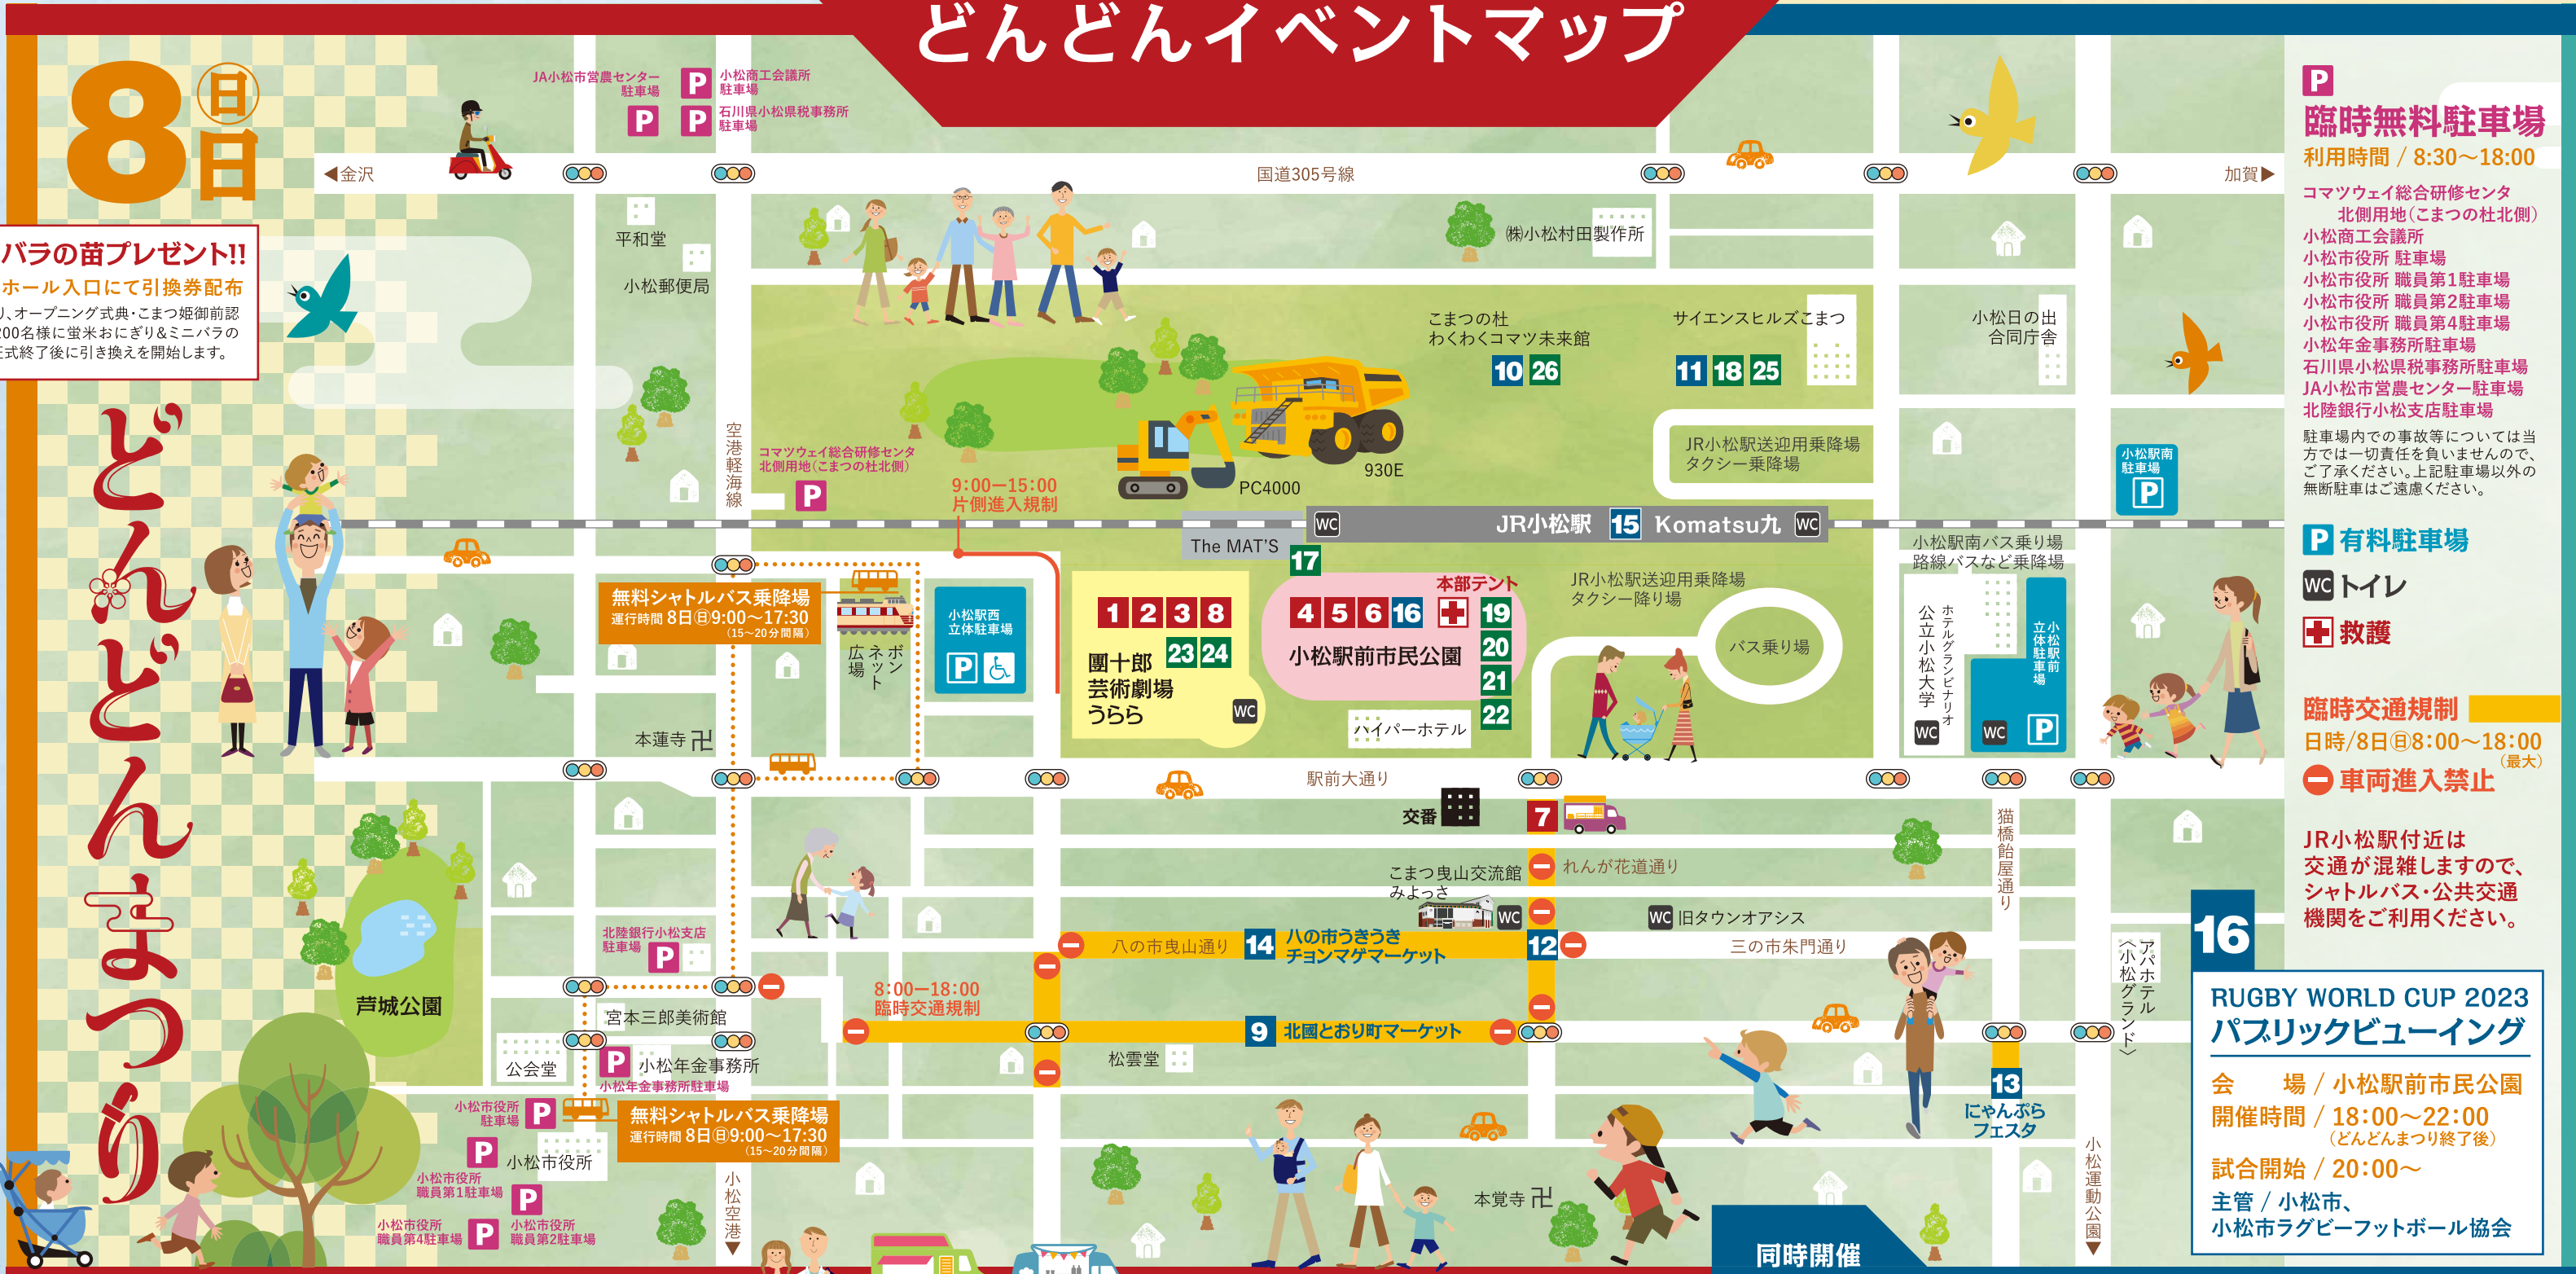 どんどんイベントマップ
8日㊐
バラの苗プレゼント!!
ホール入口にて引換券配布
り、オープニング式典・こまつ姫御前認
200名様に蛍米おにぎり&ミニバラの
E式終了後に引き換えを開始します。
どんどんまつり
JA小松市営農センター
駐車場
P
P
小松商工会議所
駐車場
P
石川県小松県税事務所
駐車場
◀金沢
国道305号線
加賀▶
平和堂
小松郵便局
㈱小松村田製作所
こまつの杜
わくわくコマツ未来館
10 26
サイエンスヒルズこまつ
11 18 25
小松日の出
合同庁舎
空港軽海線
コマツウェイ総合研修センタ
北側用地(こまつの杜北側)
P
9:00ー15:00
片側進入規制
PC4000
930E
JR小松駅送迎用乗降場
タクシー乗降場
小松駅南
駐車場
P
WC
JR小松駅 15 Komatsu九
WC
The MAT'S
17
小松駅南バス乗り場
路線バスなど乗降場
無料シャトルバス乗降場
運行時間 8日㊐9:00〜17:30
(15〜20分間隔)
ボンネット
広場
小松駅西
立体駐車場
P
1 2 3 8
23 24
團十郎
芸術劇場
うらら
WC
本部テント
4 5 6 16
19
20
21
22
小松駅前市民公園
ハイパーホテル
JR小松駅送迎用乗降場
タクシー降り場
バス乗り場
ホテルグランビナリオ
公立小松大学
WC
小松駅前
立体駐車場
WC
P
本蓮寺 卍
駅前大通り
交番
7
れんが花道通り
こまつ曳山交流館
みよっさ
WC
WC 旧タウンオアシス
猫橋飴屋通り
八の市曳山通り
14 八の市うきうき
チョンマゲマーケット
12
三の市朱門通り
北陸銀行小松支店
駐車場
P
芦城公園
8:00ー18:00
臨時交通規制
9 北國とおり町マーケット
宮本三郎美術館
公会堂
P
小松年金事務所
小松年金事務所駐車場
松雲堂
13
にゃんぷら
フェスタ
アパホテル
〈小松グランド〉
小松市役所
駐車場
P
無料シャトルバス乗降場
運行時間 8日㊐9:00〜17:30
(15〜20分間隔)
P
小松市役所
小松市役所
職員第1駐車場
P
小松市役所
職員第4駐車場
P
小松市役所
職員第2駐車場
小松空港▼
本覚寺 卍
小松運動公園▼
同時開催
P
臨時無料駐車場
利用時間 / 8:30〜18:00
コマツウェイ総合研修センタ
北側用地(こまつの杜北側)
小松商工会議所
小松市役所 駐車場
小松市役所 職員第1駐車場
小松市役所 職員第2駐車場
小松市役所 職員第4駐車場
小松年金事務所駐車場
石川県小松県税事務所駐車場
JA小松市営農センター駐車場
北陸銀行小松支店駐車場
駐車場内での事故等については当
方では一切責任を負いませんので、
ご了承ください。上記駐車場以外の
無断駐車はご遠慮ください。
P 有料駐車場
WC トイレ
救護
臨時交通規制
日時/8日㊐8:00〜18:00
(最大)
車両進入禁止
JR小松駅付近は
交通が混雑しますので、
シャトルバス・公共交通
機関をご利用ください。
16
RUGBY WORLD CUP 2023
パブリックビューイング
会 場 / 小松駅前市民公園
開催時間 / 18:00〜22:00
(どんどんまつり終了後)
試合開始 / 20:00〜
主管 / 小松市、
小松市ラグビーフットボール協会